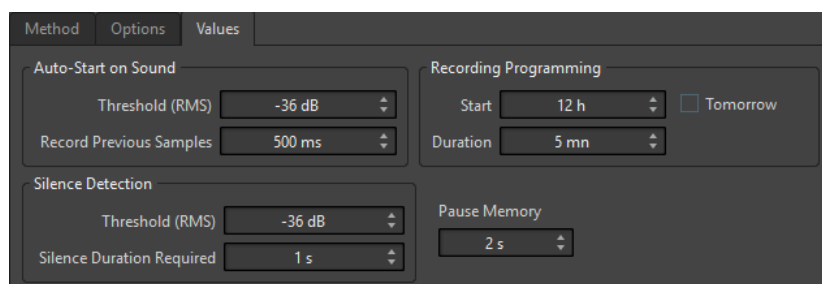 Method Options Values
Auto-Start on Sound
Threshold (RMS) -36 dB
Record Previous Samples 500 ms
Recording Programming
Start 12 h Tomorrow
Duration 5 mn
Silence Detection
Threshold (RMS) -36 dB
Silence Duration Required 1 s
Pause Memory
2 s